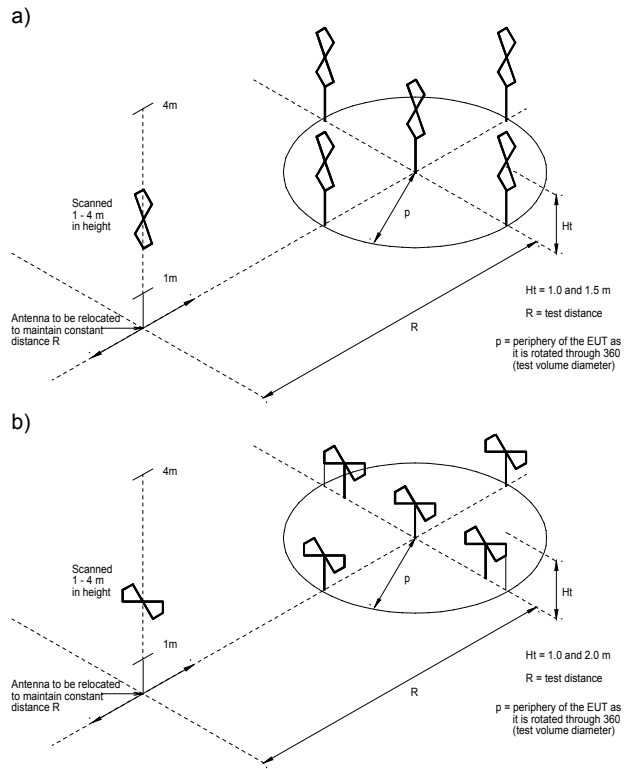 a)
4m
Scanned
1 - 4 m
in height
p
Ht
1m
Ht = 1.0 and 1.5 m
Antenna to be relocated
to maintain constant
distance R
R
R = test distance
p = periphery of the EUT as
it is rotated through 360
(test volume diameter)
b)
4m
Scanned
1 - 4 m
in height
p
Ht
1m
Ht = 1.0 and 2.0 m
Antenna to be relocated
to maintain constant
distance R
R
R = test distance
p = periphery of the EUT as
it is rotated through 360
(test volume diameter)